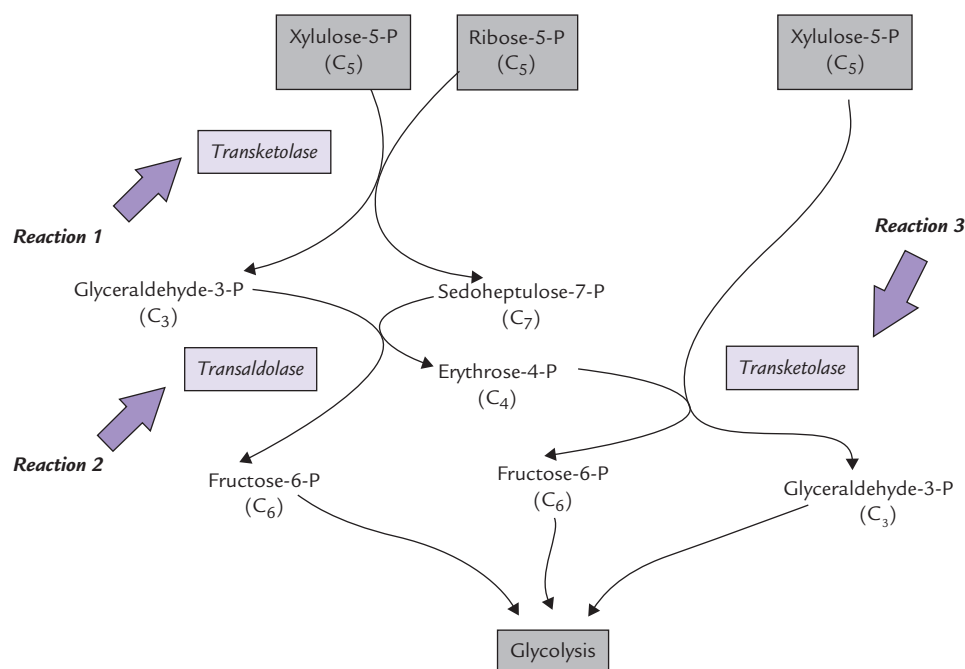 Xylulose-5-P
(C5)
Ribose-5-P
(C5)
Xylulose-5-P
(C5)
Transketolase
Reaction 1
Reaction 3
Glyceraldehyde-3-P
(C3)
Sedoheptulose-7-P
(C7)
Transaldolase
Erythrose-4-P
(C4)
Transketolase
Reaction 2
Fructose-6-P
(C6)
Fructose-6-P
(C6)
Glyceraldehyde-3-P
(C3)
Glycolysis